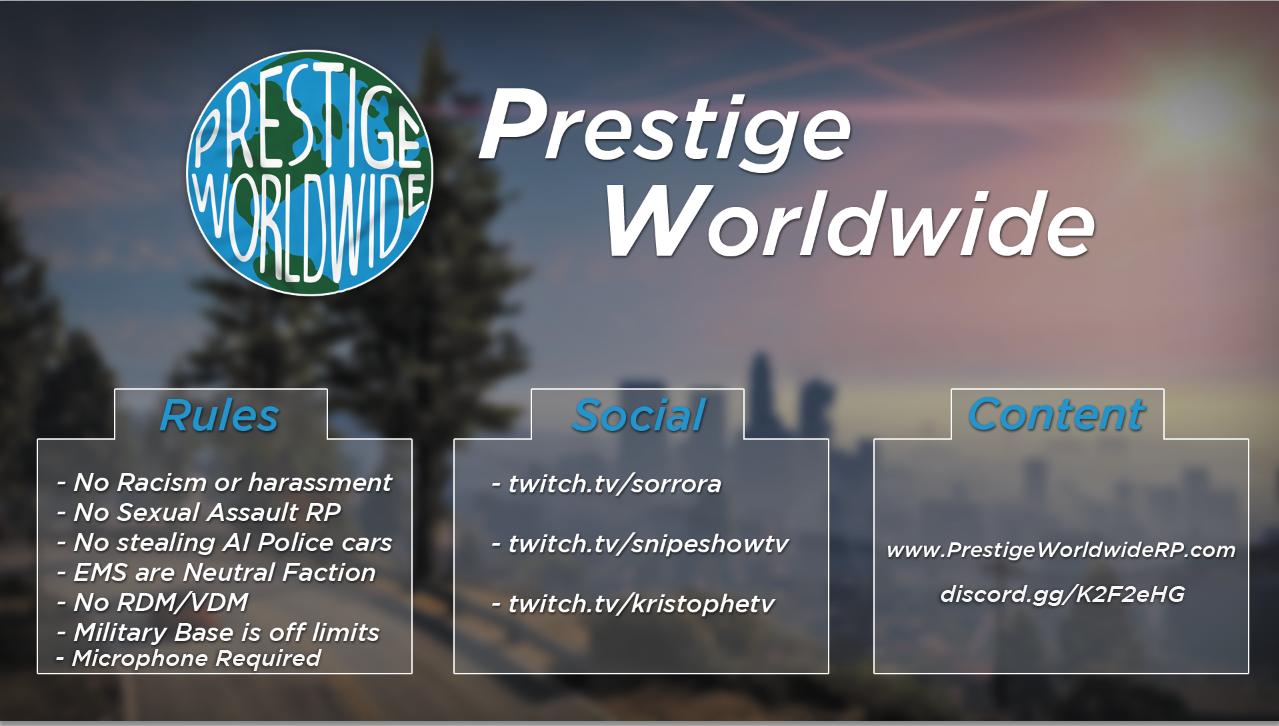 PRESTIGE
WORLDWIDE
Prestige
Worldwide
Rules
- No Racism or harassment
- No Sexual Assault RP
- No stealing AI Police cars
- EMS are Neutral Faction
- No RDM/VDM
- Military Base is off limits
- Microphone Required
Social
- twitch.tv/sorrora
- twitch.tv/snipeshowtv
- twitch.tv/kristophetv
Content
www.PrestigeWorldwideRP.com
discord.gg/K2F2eHG